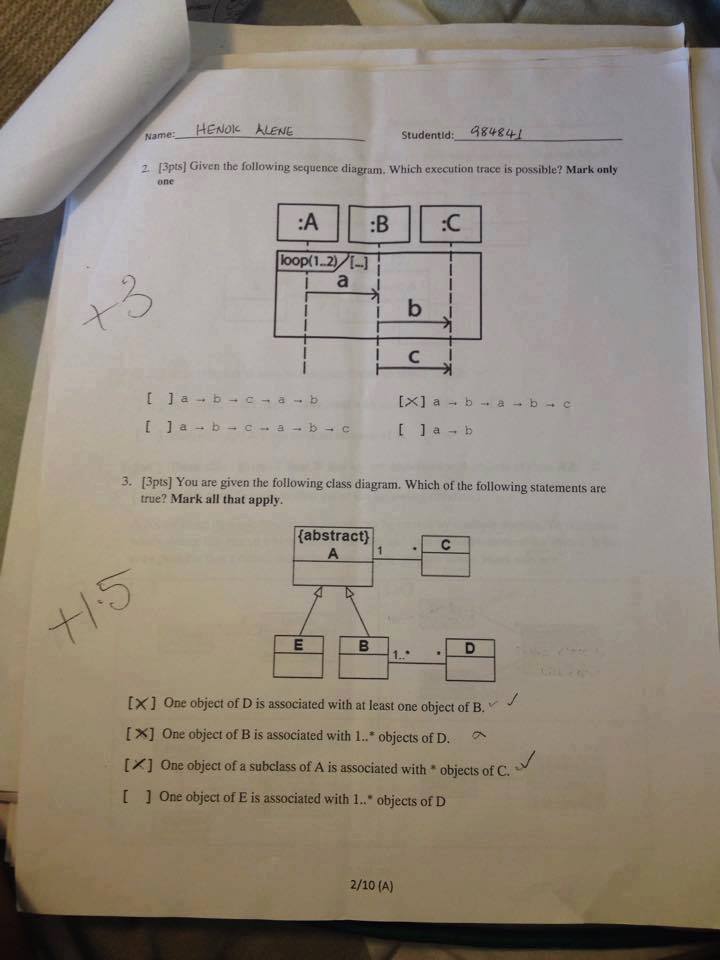 Name: HENOK ALENE StudentId: 984841
2. [3pts] Given the following sequence diagram. Which execution trace is possible? Mark only
one
:A :B :C
loop(1..2) [...]
a
b
c
+3
[ ] a → b → c → a → b [X] a → b → a → b → c
[ ] a → b → c → a → b → c [ ] a → b
3. [3pts] You are given the following class diagram. Which of the following statements are
true? Mark all that apply.
{abstract}
A 1 * C
E B 1..* * D
+1.5
[X] One object of D is associated with at least one object of B. ✓ ✓
[X] One object of B is associated with 1..* objects of D.
[X] One object of a subclass of A is associated with * objects of C. ✓
[ ] One object of E is associated with 1..* objects of D
2/10 (A)